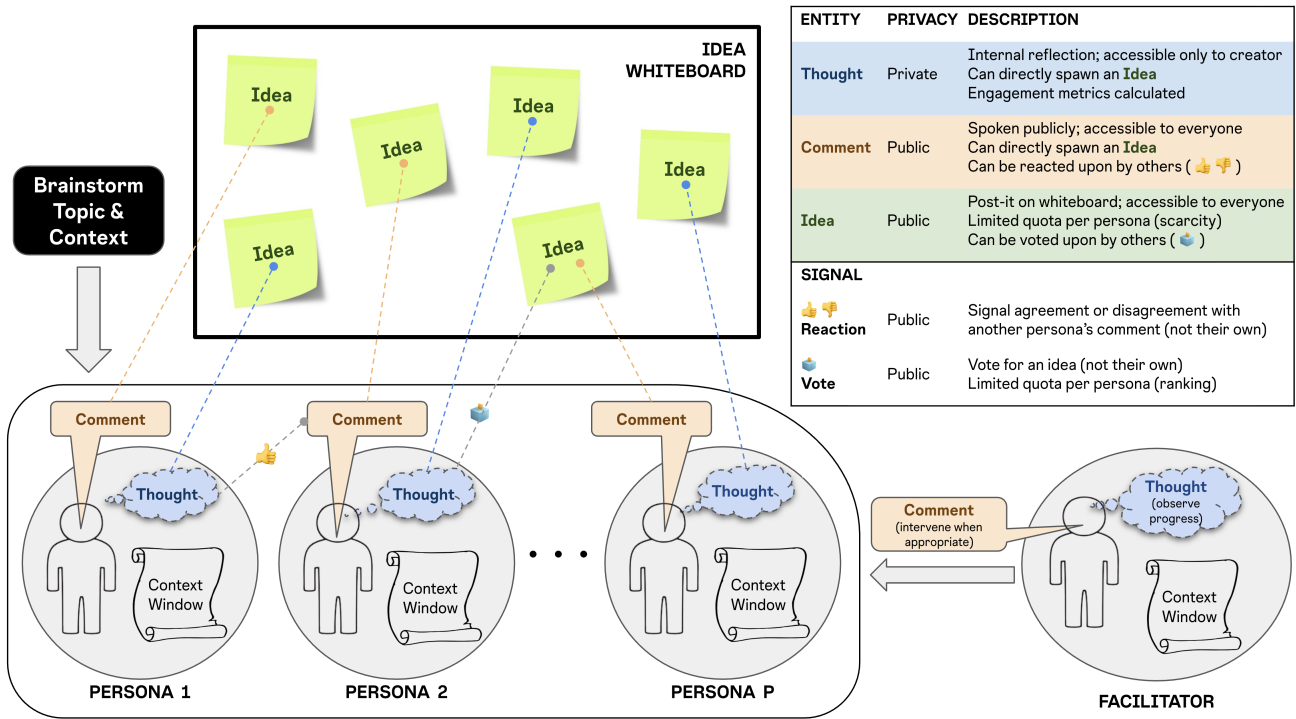 IDEA
WHITEBOARD
Idea
Idea
Idea
Idea
Idea
Idea
Brainstorm
Topic &
Context
ENTITY PRIVACY DESCRIPTION
Thought Private
Internal reflection; accessible only to creator
Can directly spawn an Idea
Engagement metrics calculated
Comment Public
Spoken publicly; accessible to everyone
Can directly spawn an Idea
Can be reacted upon by others ( 👍 👎 )
Idea Public
Post-it on whiteboard; accessible to everyone
Limited quota per persona (scarcity)
Can be voted upon by others ( 🗳️ )
SIGNAL
👍 👎
Reaction Public
Signal agreement or disagreement with
another persona's comment (not their own)
🗳️
Vote Public
Vote for an idea (not their own)
Limited quota per persona (ranking)
Comment
Thought
Context
Window
PERSONA 1
Comment
Thought
Context
Window
PERSONA 2
• • •
Comment
Thought
Context
Window
PERSONA P
Comment
(intervene when
appropriate)
Thought
(observe
progress)
Context
Window
FACILITATOR